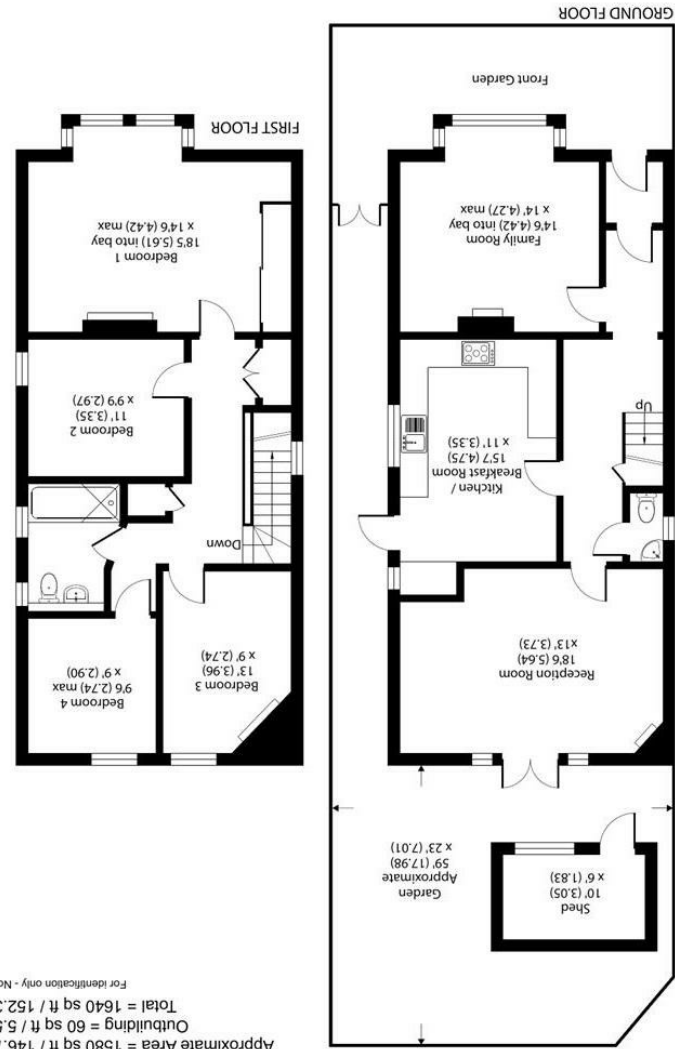 Approximate Area = 1580 sq ft / 146.
Outbuilding = 60 sq ft / 5.5
Total = 1640 sq ft / 152.3
For identification only - No
Shed
10' (3.05)
x 6' (1.83)
Garden
Approximate
59' (17.98)
x 23' (7.01)
Reception Room
18'6 (5.64)
x13' (3.73)
Kitchen /
Breakfast Room
15'7 (4.75)
x 11' (3.35)
Up
Family Room
14'6 (4.42) into bay
x 14' (4.27) max
Front Garden
GROUND FLOOR
Bedroom 3
13' (3.96)
x 9' (2.74)
Bedroom 4
9'6 (2.74) max
x 9' (2.90)
Down
Bedroom 2
11' (3.35)
x 9'9 (2.97)
Bedroom 1
18'5 (5.61) into bay
x 14'6 (4.42) max
FIRST FLOOR